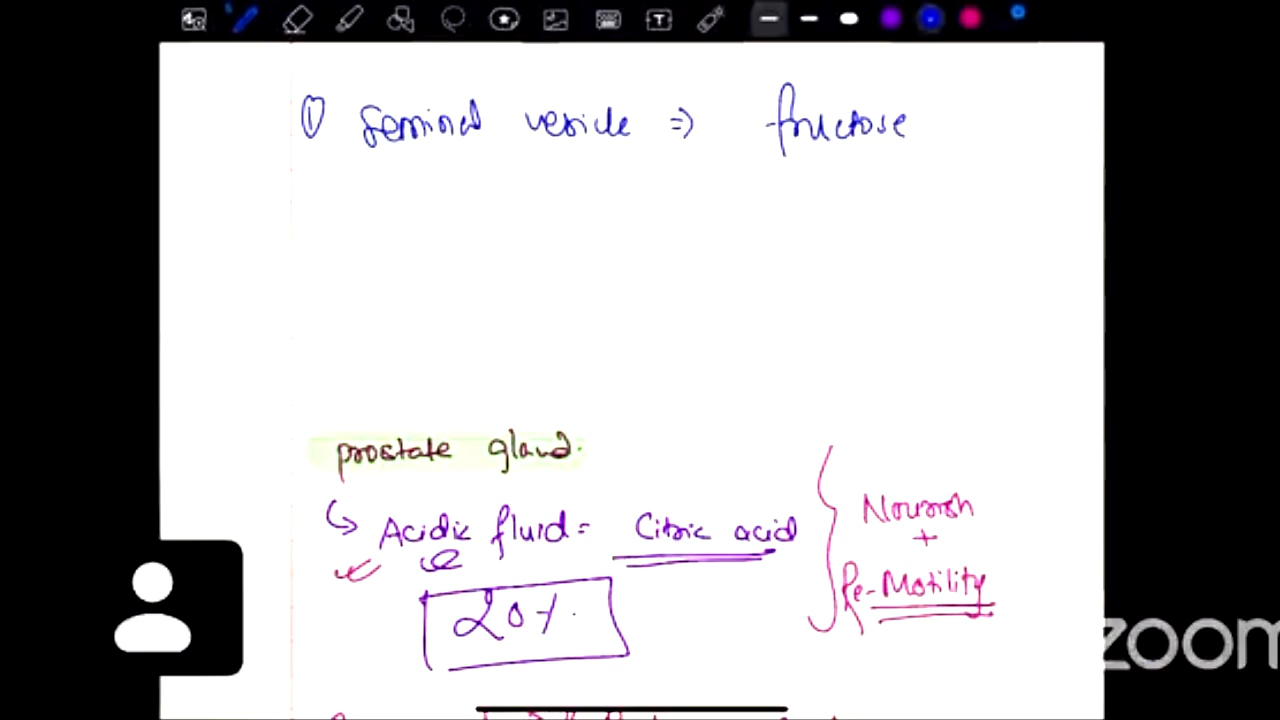 ① Seminal vesicle ⇒ fructose
prostate gland.
↳ Acidic fluid = Citric acid
20%
Nourish
+
Motility
zoom